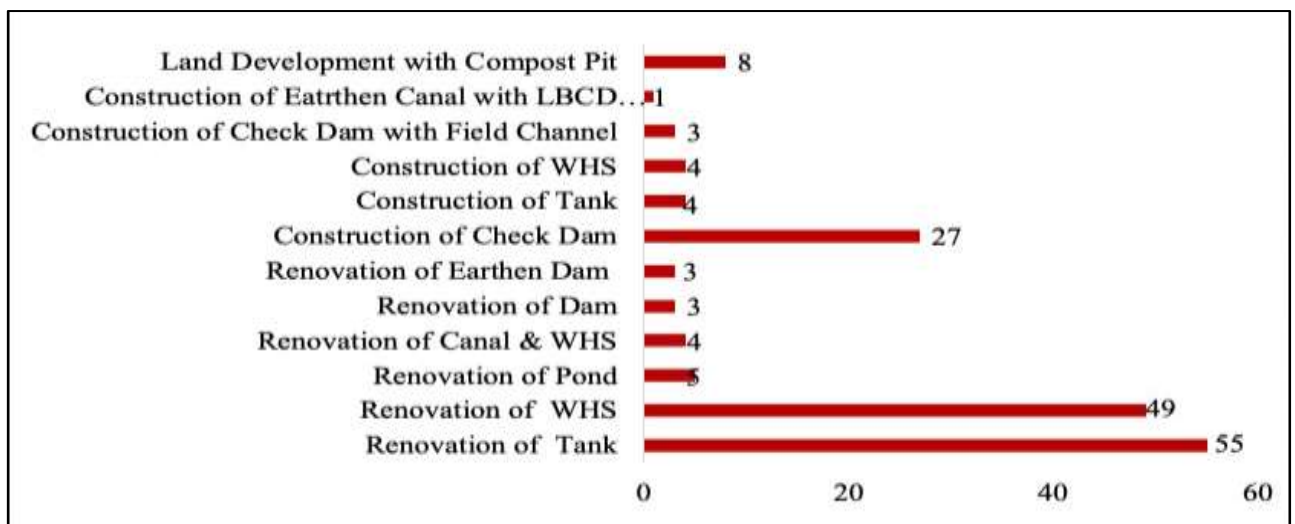 Land Development with Compost Pit 8
Construction of Eatrthen Canal with LBCD... 1
Construction of Check Dam with Field Channel 3
Construction of WHS 4
Construction of Tank 4
Construction of Check Dam 27
Renovation of Earthen Dam 3
Renovation of Dam 3
Renovation of Canal & WHS 4
Renovation of Pond 5
Renovation of WHS 49
Renovation of Tank 55
0 20 40 60